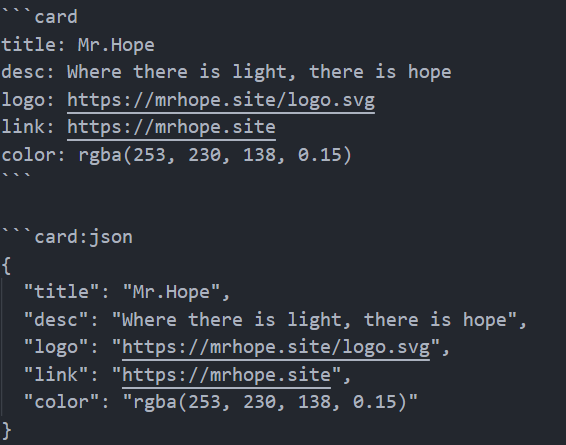 ```card
title: Mr.Hope
desc: Where there is light, there is hope
logo: https://mrhope.site/logo.svg
link: https://mrhope.site
color: rgba(253, 230, 138, 0.15)
```

```card:json
{
  "title": "Mr.Hope",
  "desc": "Where there is light, there is hope",
  "logo": "https://mrhope.site/logo.svg",
  "link": "https://mrhope.site",
  "color": "rgba(253, 230, 138, 0.15)"
}